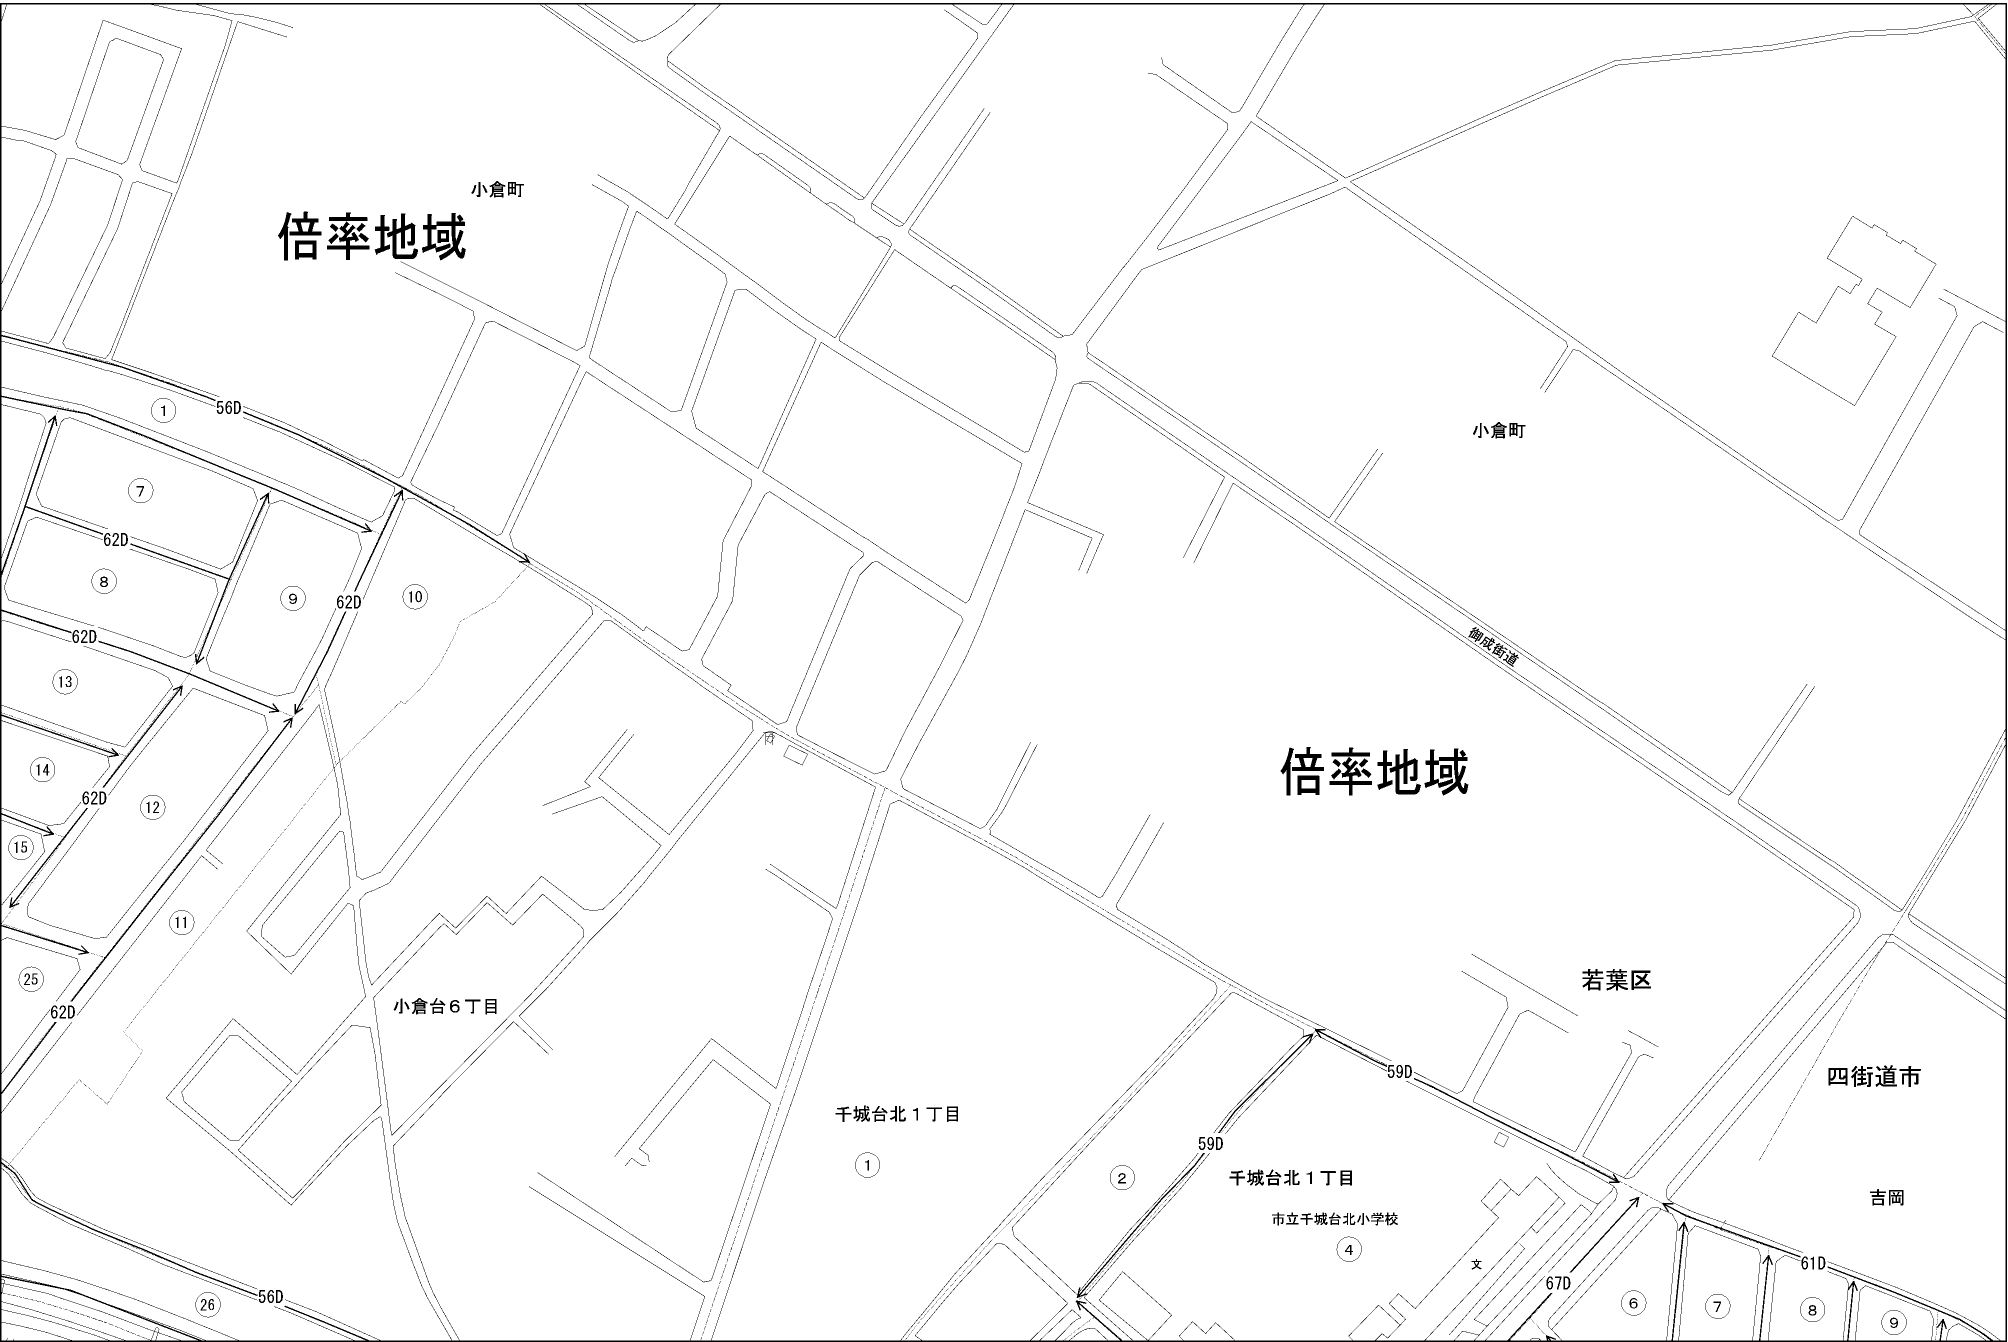 小倉町
倍率地域
56D
1
小倉町
7
62D
8
9
62D
10
62D
御成街道
13
14
62D
12
倍率地域
15
11
25
62D
小倉台6丁目
若葉区
59D
四街道市
千城台北1丁目
59D
1
2
千城台北1丁目
吉岡
市立千城台北小学校
4
文
61D
67D
56D
26
6
7
8
9